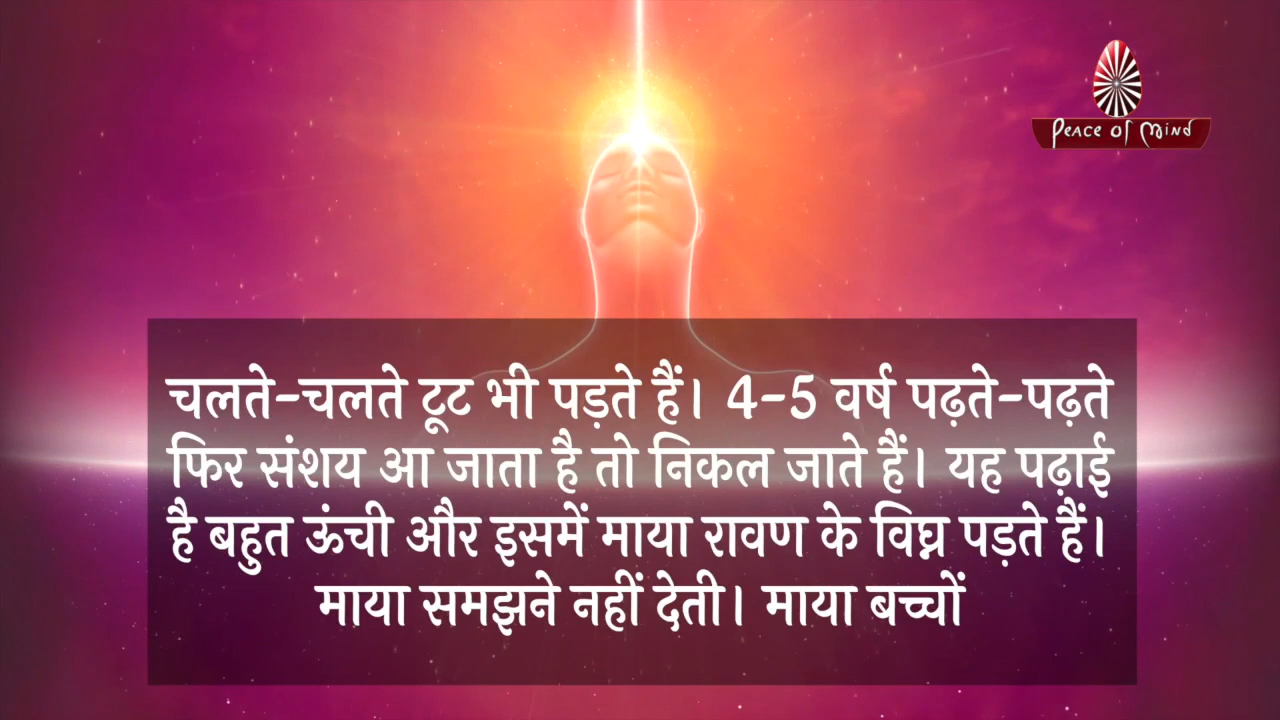 Peace of Mind
चलते-चलते टूट भी पड़ते हैं। 4-5 वर्ष पढ़ते-पढ़ते
फिर संशय आ जाता है तो निकल जाते हैं। यह पढ़ाई
है बहुत ऊंची और इसमें माया रावण के विघ्न पड़ते हैं।
माया समझने नहीं देती। माया बच्चों